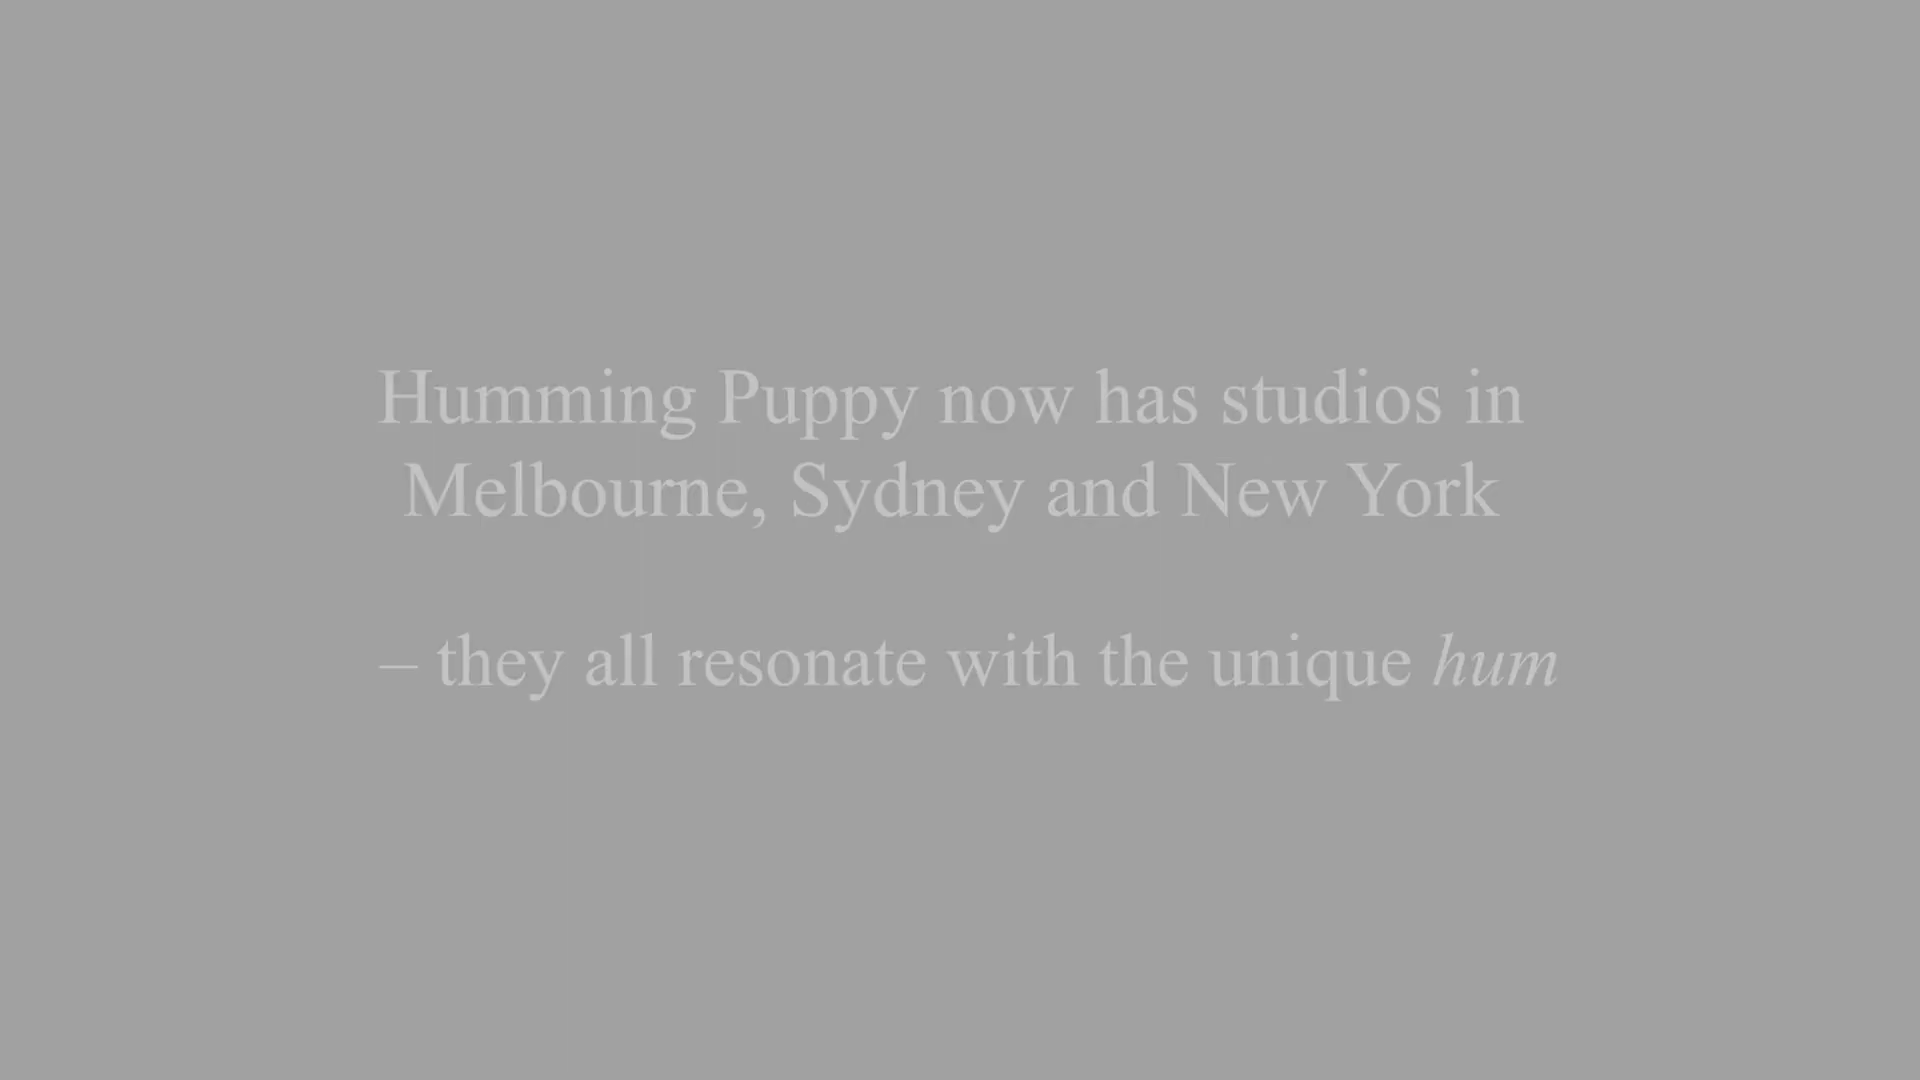 Humming Puppy now has studios in
Melbourne, Sydney and New York
– they all resonate with the unique hum